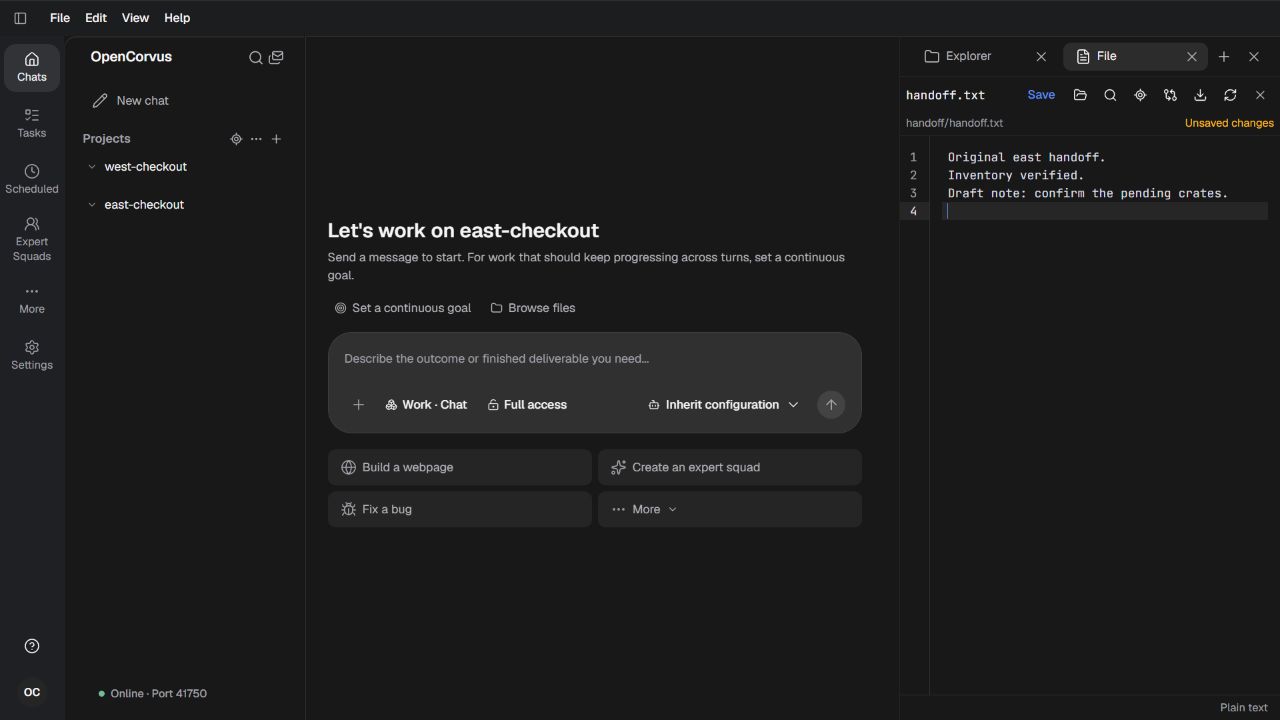 File Edit View Help
Chats
Tasks
Scheduled
Expert
Squads
More
Settings
OC
OpenCorvus
New chat
Projects
west-checkout
east-checkout
Online · Port 41750
Let's work on east-checkout
Send a message to start. For work that should keep progressing across turns, set a continuous
goal.
Set a continuous goal Browse files
Describe the outcome or finished deliverable you need...
Work · Chat Full access Inherit configuration
Build a webpage Create an expert squad
Fix a bug More
Explorer File
handoff.txt Save
handoff/handoff.txt Unsaved changes
1 Original east handoff.
2 Inventory verified.
3 Draft note: confirm the pending crates.
4
Plain text